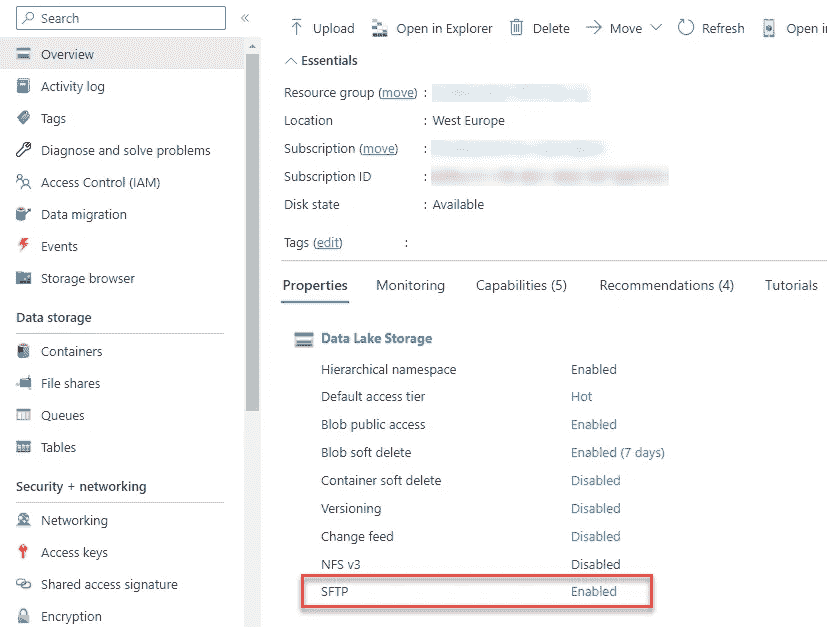 Search
«
Overview
Activity log
Tags
Diagnose and solve problems
Access Control (IAM)
Data migration
Events
Storage browser
Data storage
Containers
File shares
Queues
Tables
Security + networking
Networking
Access keys
Shared access signature
Encryption
Upload Open in Explorer Delete Move Refresh Open in
Essentials
Resource group (move) :
Location : West Europe
Subscription (move) :
Subscription ID :
Disk state : Available
Tags (edit) :
Properties Monitoring Capabilities (5) Recommendations (4) Tutorials
Data Lake Storage
Hierarchical namespace Enabled
Default access tier Hot
Blob public access Enabled
Blob soft delete Enabled (7 days)
Container soft delete Disabled
Versioning Disabled
Change feed Disabled
NFS v3 Disabled
SFTP Enabled